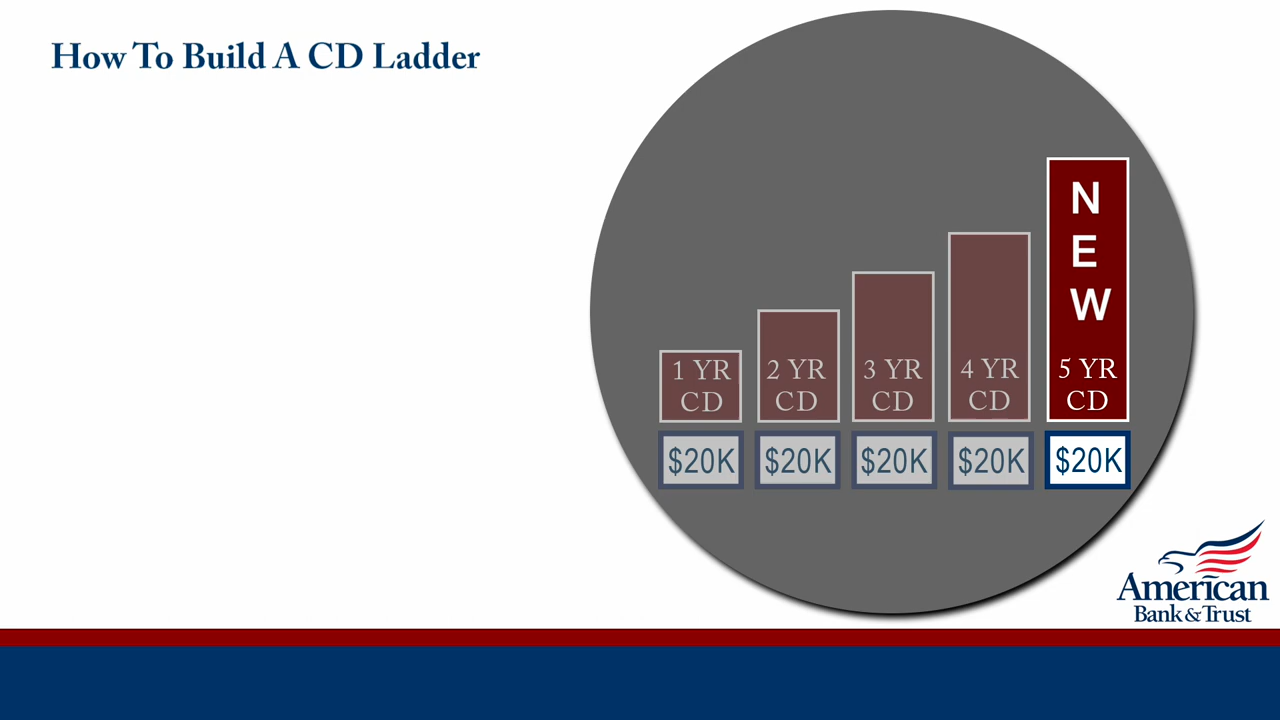 How To Build A CD Ladder
N
E
W
1 YR
CD
2 YR
CD
3 YR
CD
4 YR
CD
5 YR
CD
$20K
$20K
$20K
$20K
$20K
American
Bank & Trust